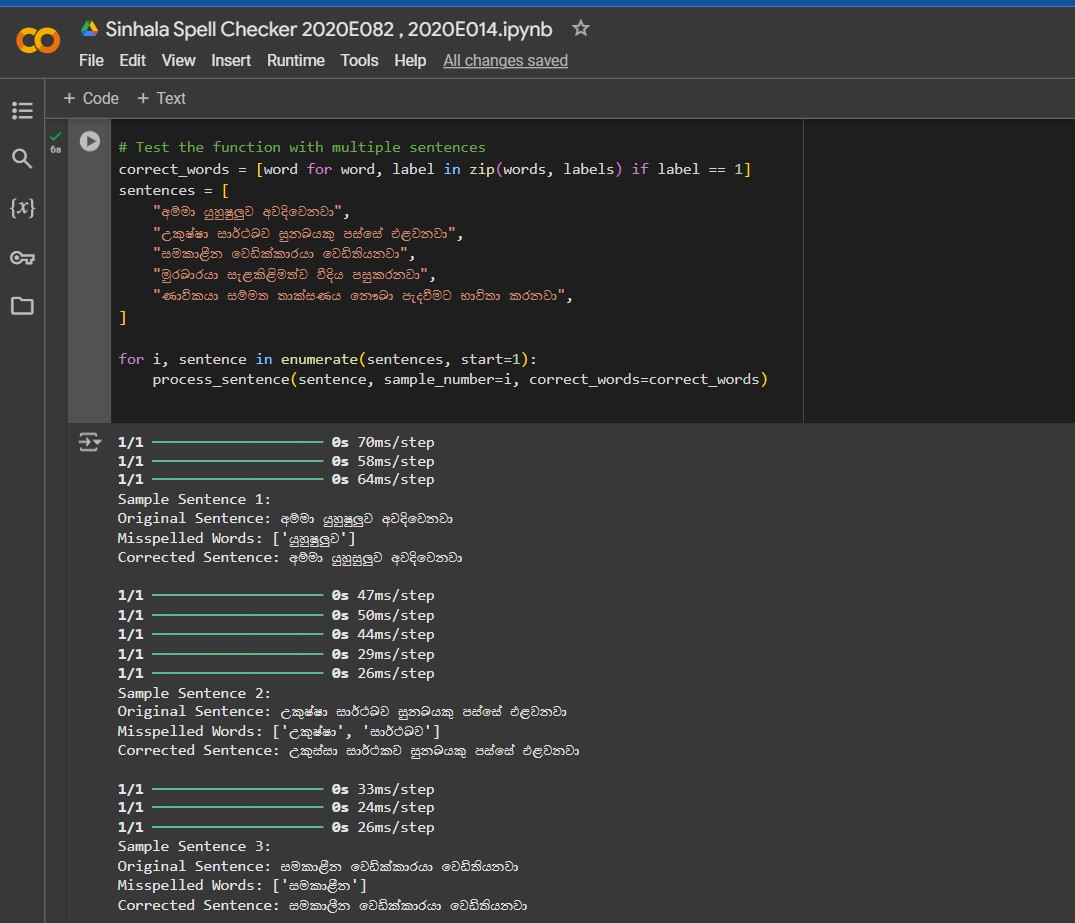 Sinhala Spell Checker 2020E082 , 2020E014.ipynb
File Edit View Insert Runtime Tools Help All changes saved
+ Code + Text
6s
# Test the function with multiple sentences
correct_words = [word for word, label in zip(words, labels) if label == 1]
sentences = [
"අම්මා යුහුෂුලුව අවදිවෙනවා",
"උකුෂ්ෂා සාර්ථඛව සුනඛයකු පස්සේ එළවනවා",
"සමකාළීන වෙඩික්කාරයා වෙඩිතියනවා",
"මුරඛාරයා සැළකිළිමත්ව වීදිය පසුකරනවා",
"ණාවිකයා සම්මත තාක්සණය නෞඛා පැදවීමට භාවිතා කරනවා",
]
for i, sentence in enumerate(sentences, start=1):
process_sentence(sentence, sample_number=i, correct_words=correct_words)
1/1 0s 70ms/step
1/1 0s 58ms/step
1/1 0s 64ms/step
Sample Sentence 1:
Original Sentence: අම්මා යුහුෂුලුව අවදිවෙනවා
Misspelled Words: ['යුහුෂුලුව']
Corrected Sentence: අම්මා යුහුසුලුව අවදිවෙනවා
1/1 0s 47ms/step
1/1 0s 50ms/step
1/1 0s 44ms/step
1/1 0s 29ms/step
1/1 0s 26ms/step
Sample Sentence 2:
Original Sentence: උකුෂ්ෂා සාර්ථඛව සුනඛයකු පස්සේ එළවනවා
Misspelled Words: ['උකුෂ්ෂා', 'සාර්ථඛව']
Corrected Sentence: උකුස්සා සාර්ථකව සුනඛයකු පස්සේ එළවනවා
1/1 0s 33ms/step
1/1 0s 24ms/step
1/1 0s 26ms/step
Sample Sentence 3:
Original Sentence: සමකාළීන වෙඩික්කාරයා වෙඩිතියනවා
Misspelled Words: ['සමකාළීන']
Corrected Sentence: සමකාලීන වෙඩික්කාරයා වෙඩිතියනවා